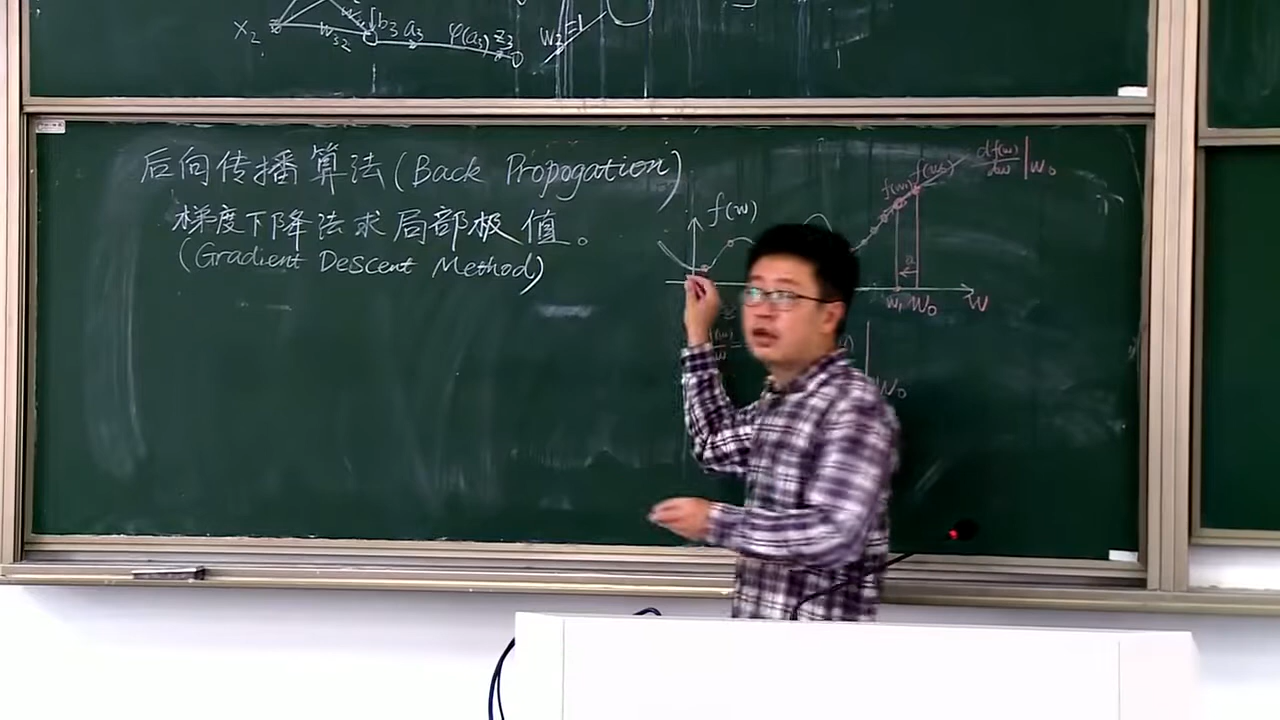 X₂ W₃₂ b₃ a₃ φ(a₃) z₃
后向传播算法(Back Propogation)
梯度下降法求局部极值。
(Gradient Descent Method)
f(w)
f(w₁) f(w₀) df(w)/dw | w₀
a
w₁ W₀ W
W₀